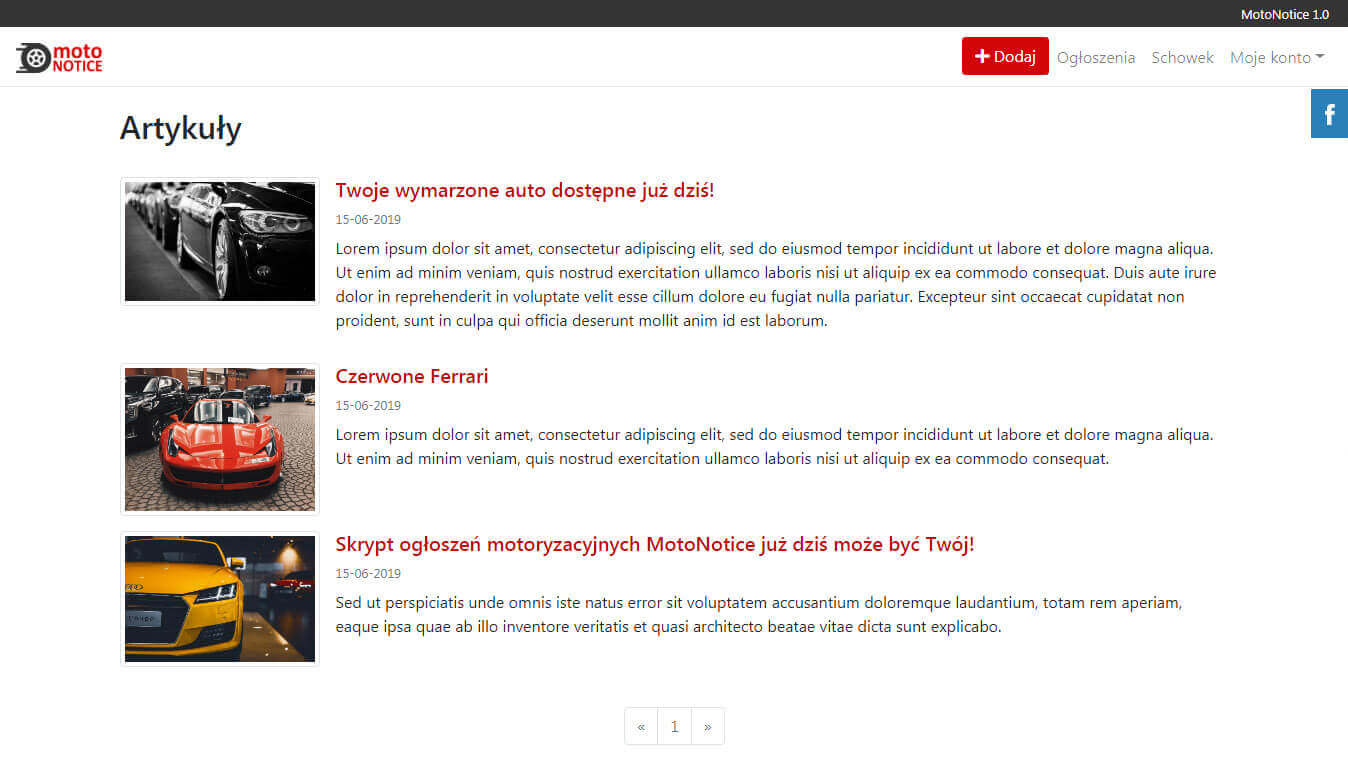 MotoNotice 1.0
moto
NOTICE
Dodaj
Ogłoszenia
Schowek
Moje konto
Artykuły
Twoje wymarzone auto dostępne już dziś!
15-06-2019
Lorem ipsum dolor sit amet, consectetur adipiscing elit, sed do eiusmod tempor incididunt ut labore et dolore magna aliqua.
Ut enim ad minim veniam, quis nostrud exercitation ullamco laboris nisi ut aliquip ex ea commodo consequat. Duis aute irure
dolor in reprehenderit in voluptate velit esse cillum dolore eu fugiat nulla pariatur. Excepteur sint occaecat cupidatat non
proident, sunt in culpa qui officia deserunt mollit anim id est laborum.
Czerwone Ferrari
15-06-2019
Lorem ipsum dolor sit amet, consectetur adipiscing elit, sed do eiusmod tempor incididunt ut labore et dolore magna aliqua.
Ut enim ad minim veniam, quis nostrud exercitation ullamco laboris nisi ut aliquip ex ea commodo consequat.
Skrypt ogłoszeń motoryzacyjnych MotoNotice już dziś może być Twój!
15-06-2019
Sed ut perspiciatis unde omnis iste natus error sit voluptatem accusantium doloremque laudantium, totam rem aperiam,
eaque ipsa quae ab illo inventore veritatis et quasi architecto beatae vitae dicta sunt explicabo.
« 1 »